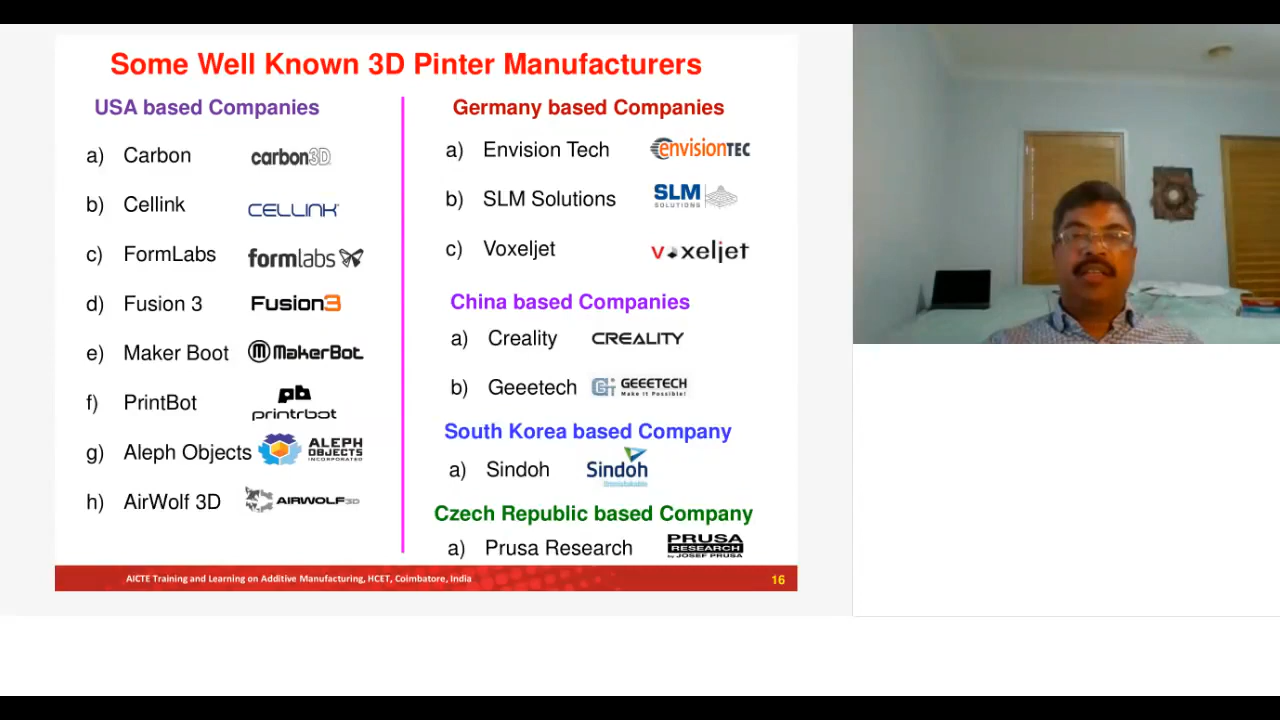 Some Well Known 3D Pinter Manufacturers
USA based Companies
a) Carbon carbon3D
b) Cellink CELLINK
c) FormLabs formlabs
d) Fusion 3 Fusion3
e) Maker Boot MakerBot
f) PrintBot pb
printrbot
g) Aleph Objects ALEPH
OBJECTS
INCORPORATED
h) AirWolf 3D AIRWOLF3D
Germany based Companies
a) Envision Tech envisionTEC
b) SLM Solutions SLM
SOLUTIONS
c) Voxeljet voxeljet
China based Companies
a) Creality CREALITY
b) Geeetech GEEETECH
Make It Possible!
South Korea based Company
a) Sindoh Sindoh
Czech Republic based Company
a) Prusa Research PRUSA
RESEARCH
by JOSEF PRUSA
AICTE Training and Learning on Additive Manufacturing, HCET, Coimbatore, India 16